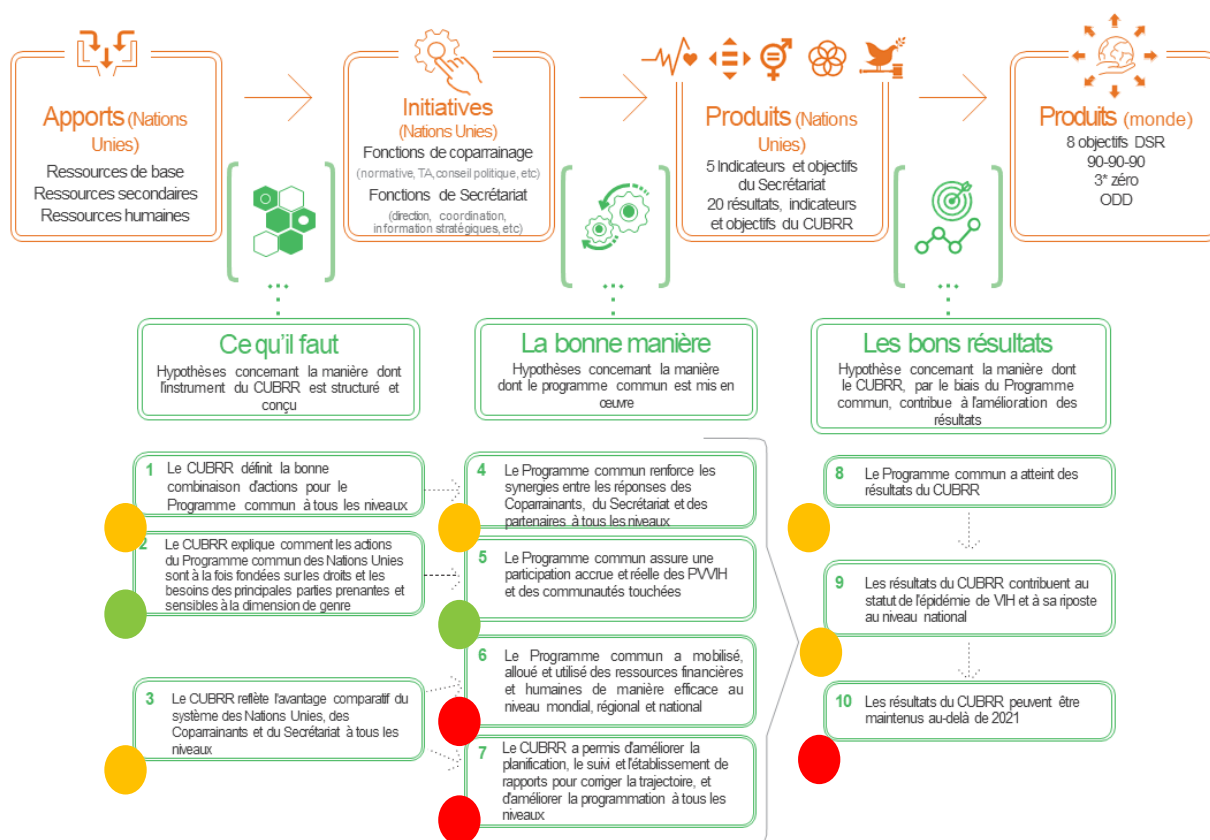 Apports (Nations
Unies)
Ressources de base
Ressources secondaires
Ressources humaines
Initiatives
(Nations Unies)
Fonctions de coparrainage
(normative, TA, conseil politique, etc)
Fonctions de Secrétariat
(direction, coordination,
information stratégiques, etc)
Produits (Nations
Unies)
5 Indicateurs et objectifs
du Secrétariat
20 résultats, indicateurs
et objectifs du CUBRR
Produits (monde)
8 objectifs DSR
90-90-90
3* zéro
ODD
Ce qu'il faut
Hypothèses concernant la manière dont
l'instrument du CUBRR est structuré et
conçu
La bonne manière
Hypothèses concernant la manière
dont le programme commun est mis en
œuvre
Les bons résultats
Hypothèse concernant la manière dont
le CUBRR, par le biais du Programme
commun, contribue à l'amélioration des
résultats
1 Le CUBRR définit la bonne
combinaison d'actions pour le
Programme commun à tous les niveaux
2 Le CUBRR explique comment les actions
du Programme commun des Nations Unies
sont à la fois fondées sur les droits et les
besoins des principales parties prenantes et
sensibles à la dimension de genre
3 Le CUBRR reflète l'avantage comparatif du
système des Nations Unies, des
Coparrainants et du Secrétariat à tous les
niveaux
4 Le Programme commun renforce les
synergies entre les réponses des
Coparrainants, du Secrétariat et des
partenaires à tous les niveaux
5 Le Programme commun assure une
participation accrue et réelle des PVVIH
et des communautés touchées
6 Le Programme commun a mobilisé,
alloué et utilisé des ressources financières
et humaines de manière efficace au
niveau mondial, régional et national
7 Le CUBRR a permis d'améliorer la
planification, le suivi et l'établissement de
rapports pour corriger la trajectoire, et
d'améliorer la programmation à tous les
niveaux
8 Le Programme commun a atteint des
résultats du CUBRR
9 Les résultats du CUBRR contribuent au
statut de l'épidémie de VIH et à sa riposte
au niveau national
10 Les résultats du CUBRR peuvent être
maintenus au-delà de 2021